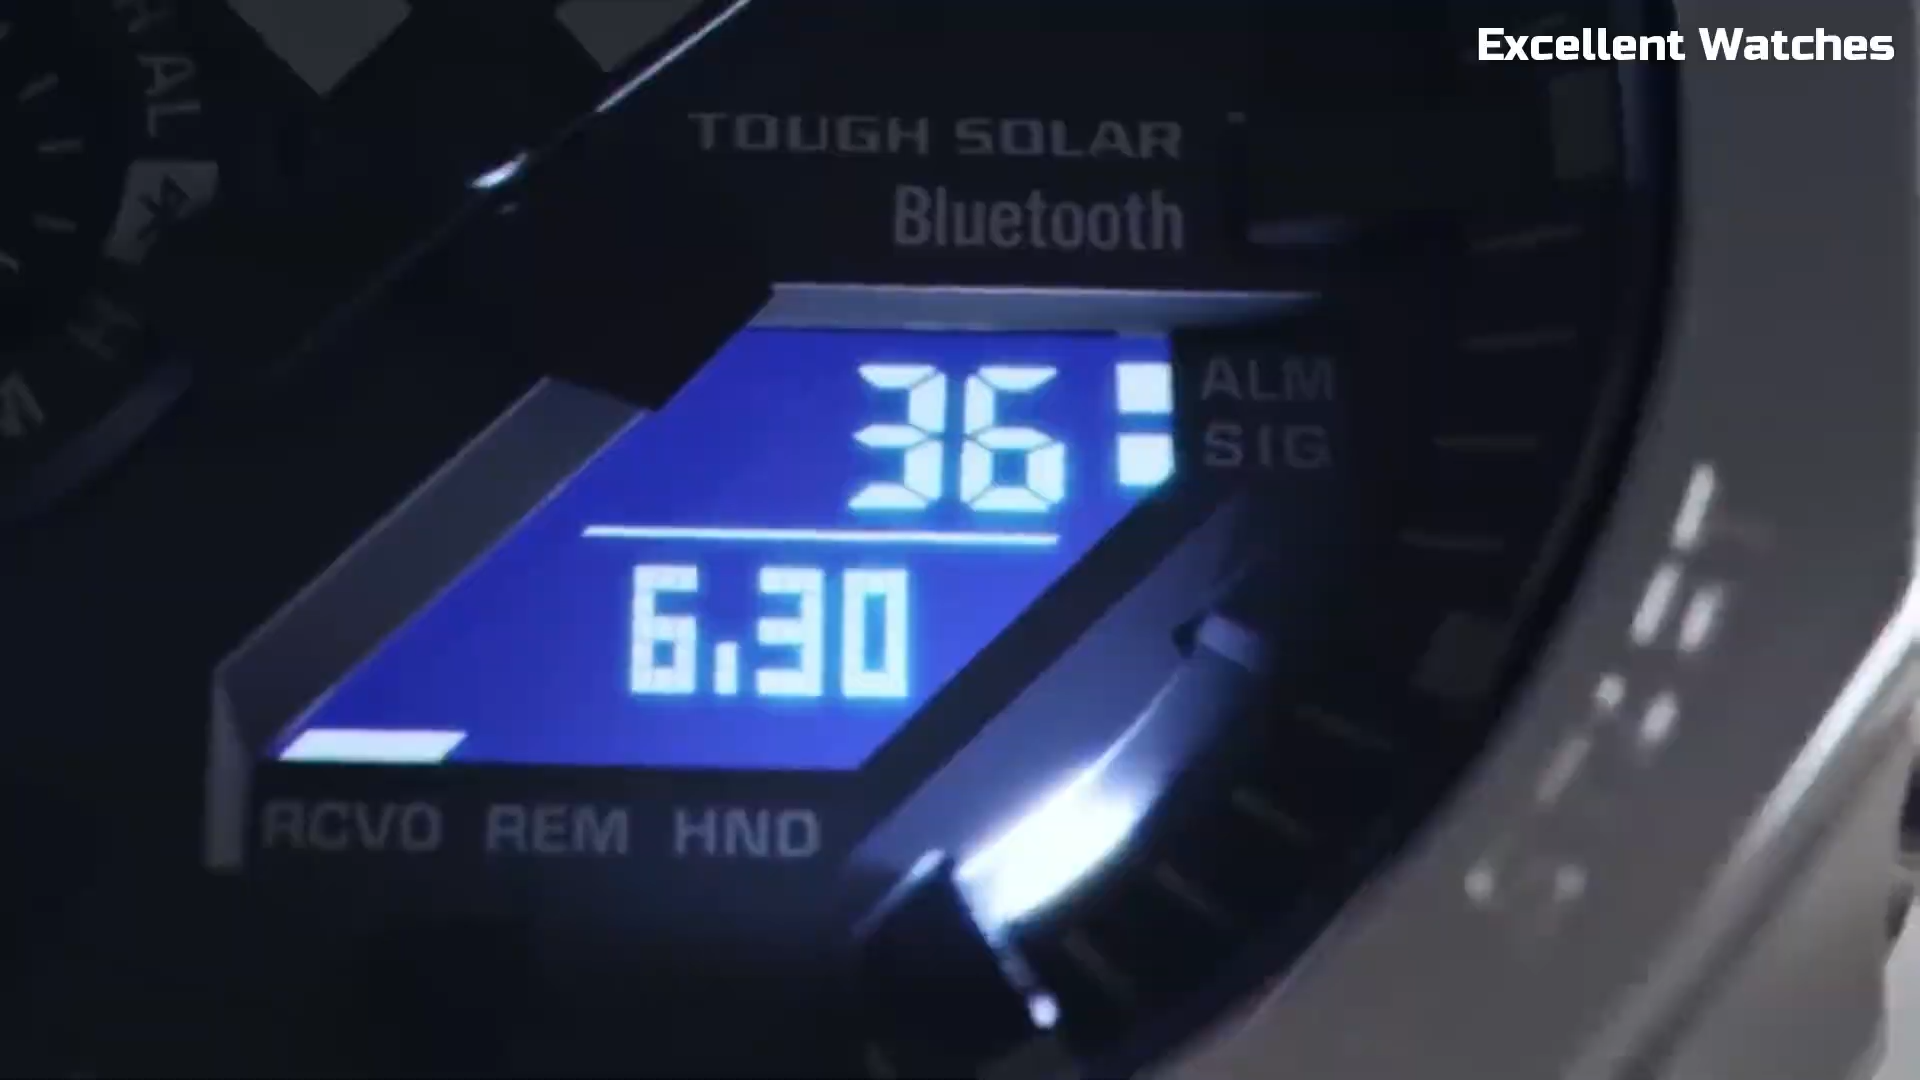 Excellent Watches
TOUGH SOLAR
Bluetooth
36
ALM
SIG
6.30
RCVD REM HND